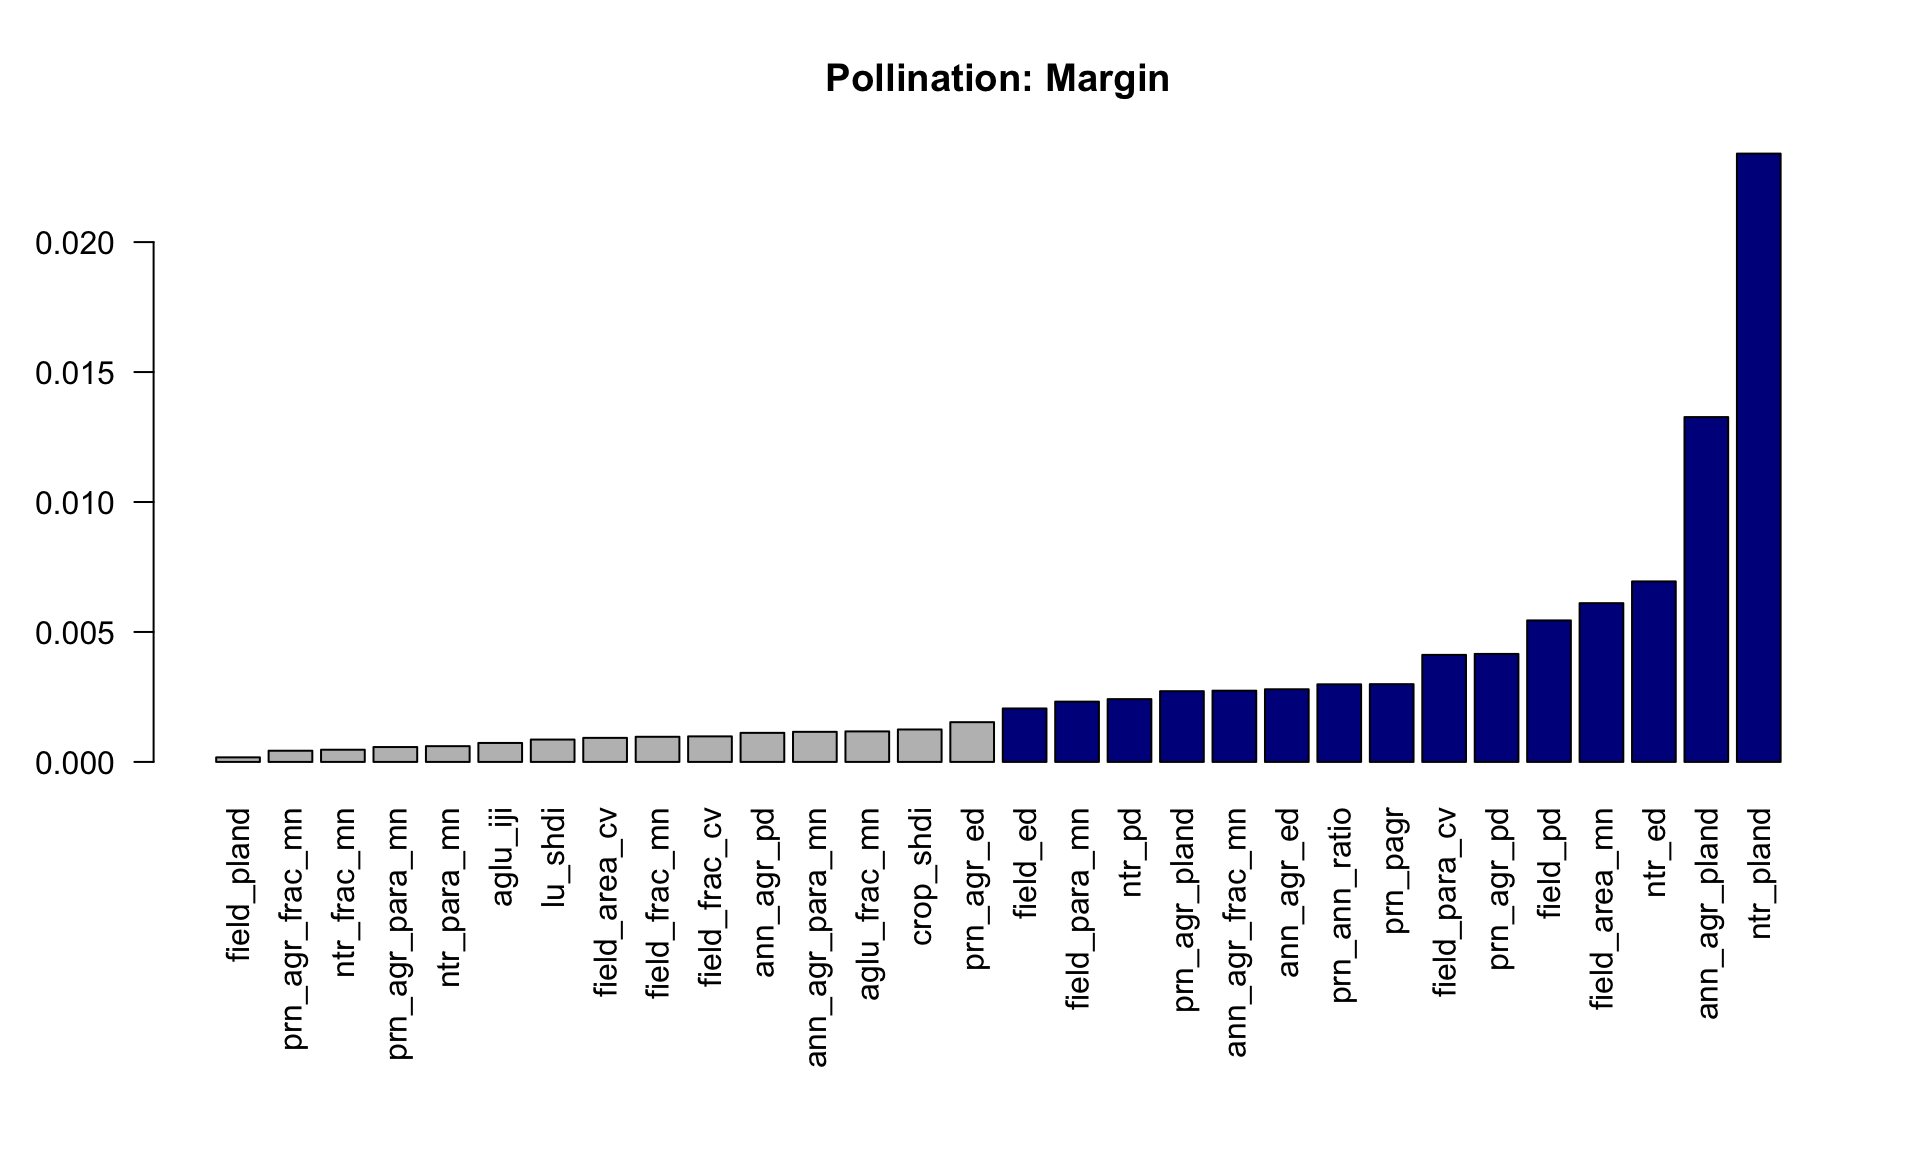 Pollination: Margin
0.020
0.015
0.010
0.005
0.000
field_pland
prn_agr_frac_mn
ntr_frac_mn
prn_agr_para_mn
ntr_para_mn
aglu_iji
lu_shdi
field_area_cv
field_frac_mn
field_frac_cv
ann_agr_pd
ann_agr_para_mn
aglu_frac_mn
crop_shdi
prn_agr_ed
field_ed
field_para_mn
ntr_pd
prn_agr_pland
ann_agr_frac_mn
ann_agr_ed
prn_ann_ratio
prn_pagr
field_para_cv
prn_agr_pd
field_pd
field_area_mn
ntr_ed
ann_agr_pland
ntr_pland